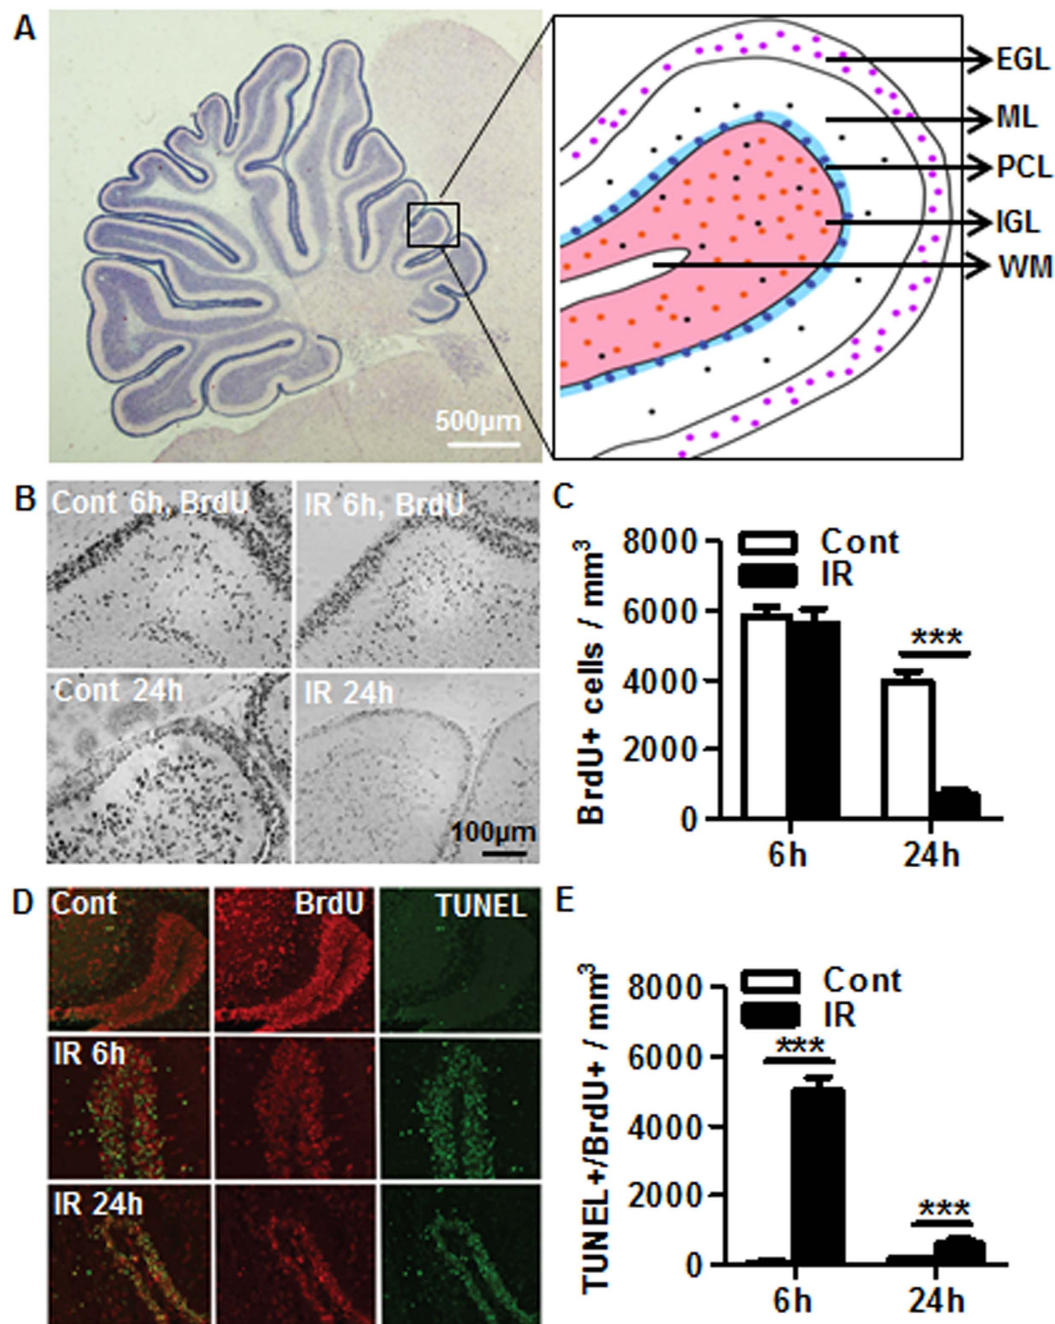 A
EGL
ML
PCL
IGL
WM
500µm
B
Cont 6h, BrdU
IR 6h, BrdU
Cont 24h
IR 24h
100µm
C
BrdU+ cells / mm³
8000
6000
4000
2000
0
Cont
IR
***
6h
24h
D
Cont
BrdU
TUNEL
IR 6h
IR 24h
E
TUNEL+/BrdU+ / mm³
8000
6000
4000
2000
0
Cont
IR
***
***
6h
24h